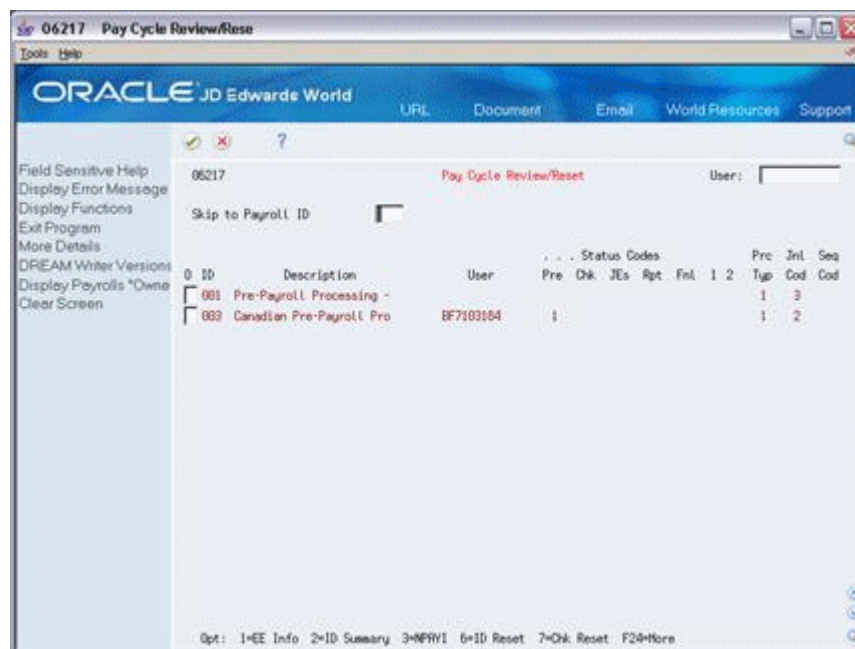 06217 Pay Cycle Review/Rese
Tools Help
ORACLE JD Edwards World
URL Document Email World Resources Support
?
Field Sensitive Help
Display Error Message
Display Functions
Exit Program
More Details
DREAM Writer Versions
Display Payrolls "Owne
Clear Screen
06217 Pay Cycle Review/Reset User:
Skip to Payroll ID
. . . Status Codes Prc Jnl Seq
O ID Description User Pre Chk JEs Rpt Fnl 1 2 Typ Cod Cod
001 Pre-Payroll Processing - 1 3
003 Canadian Pre-Payroll Pro BF7103104 1 1 2
Opt: 1=EE Info 2=ID Summary 3=NPAYI 6=ID Reset 7=Chk Reset F24=More